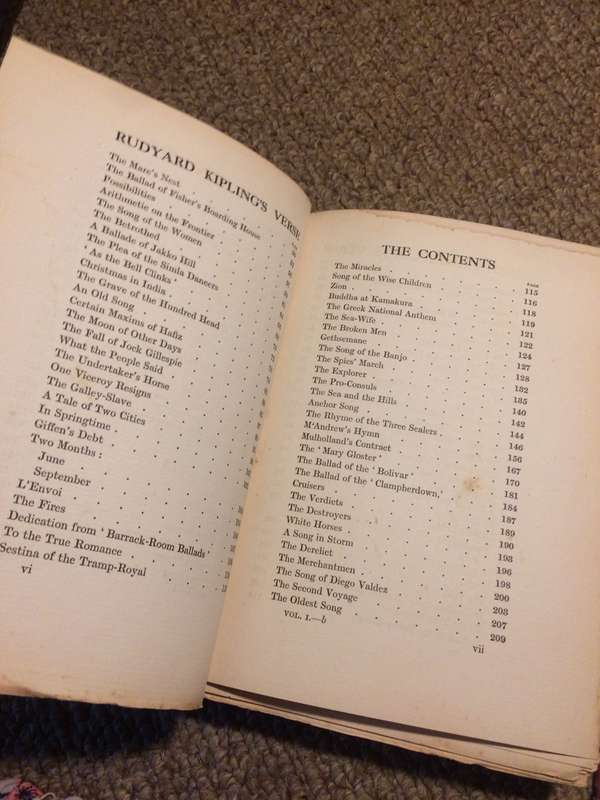 RUDYARD KIPLING'S VERSE
The Mare's Nest
The Ballad of Fisher's Boarding House
Possibilities
Arithmetic on the Frontier
The Song of the Women
The Betrothed
A Ballade of Jakko Hill
The Plea of the Simla Dancers
'As the Bell Clinks'
Christmas in India
The Grave of the Hundred Head
An Old Song
Certain Maxims of Hafiz
The Moon of Other Days
The Fall of Jock Gillespie
What the People Said
The Undertaker's Horse
One Viceroy Resigns
The Galley-Slave
A Tale of Two Cities
In Springtime
Giffen's Debt
Two Months:
June
September
L'Envoi
The Fires
Dedication from 'Barrack-Room Ballads'
To the True Romance
Sestina of the Tramp-Royal
vi
THE CONTENTS
PAGE
The Miracles 115
Song of the Wise Children 116
Zion 118
Buddha at Kamakura 119
The Greek National Anthem 121
The Sea-Wife 122
The Broken Men 124
Gethsemane 127
The Song of the Banjo 128
The Spies' March 132
The Explorer 135
The Pro-Consuls 140
The Sea and the Hills 142
Anchor Song 144
The Rhyme of the Three Sealers 146
M'Andrew's Hymn 156
Mulholland's Contract 167
The 'Mary Gloster' 170
The Ballad of the 'Bolivar' 181
The Ballad of the 'Clampherdown,' 184
Cruisers 187
The Verdicts 189
The Destroyers 190
White Horses 193
A Song in Storm 196
The Derelict 198
The Merchantmen 200
The Song of Diego Valdez 203
The Second Voyage 207
The Oldest Song 209
VOL. I.—b
vii